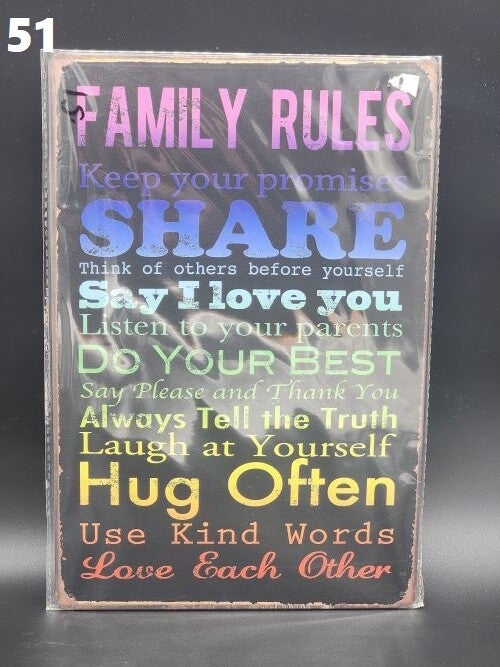 51
FAMILY RULES
Keep your promises
SHARE
Think of others before yourself
Say I love you
Listen to your parents
DO YOUR BEST
Say Please and Thank You
Always Tell the Truth
Laugh at Yourself
Hug Often
Use Kind Words
Love Each Other